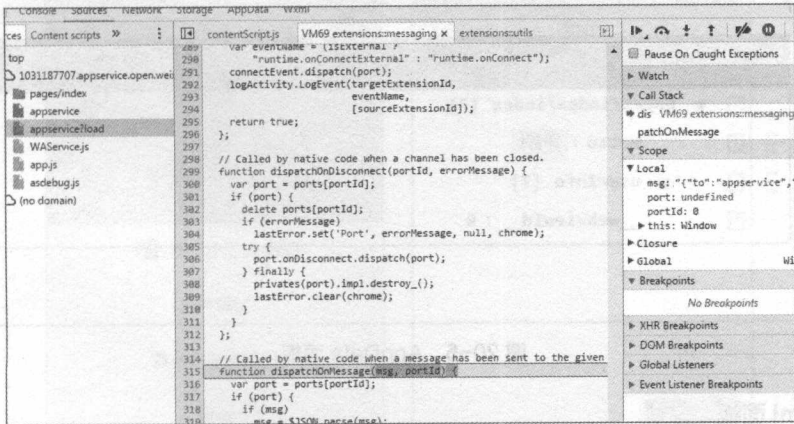 Console Sources Network Storage AppData Wxml
rces Content scripts »
contentScript.js VM69 extensions::messaging × extensions::utils
top
1031187707.appservice.open.wei
pages/index
appservice
appservice?load
WAService.js
app.js
asdebug.js
(no domain)
289 var eventName = (isExternal ?
290 "runtime.onConnectExternal" : "runtime.onConnect");
291 connectEvent.dispatch(port);
292 logActivity.LogEvent(targetExtensionId,
293 eventName,
294 [sourceExtensionId]);
295 return true;
296 };
297
298 // Called by native code when a channel has been closed.
299 function dispatchOnDisconnect(portId, errorMessage) {
300 var port = ports[portId];
301 if (port) {
302 delete ports[portId];
303 if (errorMessage)
304 lastError.set('Port', errorMessage, null, chrome);
305 try {
306 port.onDisconnect.dispatch(port);
307 } finally {
308 privates(port).impl.destroy_();
309 lastError.clear(chrome);
310 }
311 }
312 };
313
314 // Called by native code when a message has been sent to the given
315 function dispatchOnMessage(msg, portId) {
316 var port = ports[portId];
317 if (port) {
318 if (msg)
319 msg = $JSON.parse(msg);
Pause On Caught Exceptions
Watch
Call Stack
dis VM69 extensions::messaging
patchOnMessage
Scope
Local
msg: "{"to":"appservice","
port: undefined
portId: 0
this: Window
Closure
Global Wi
Breakpoints
No Breakpoints
XHR Breakpoints
DOM Breakpoints
Global Listeners
Event Listener Breakpoints